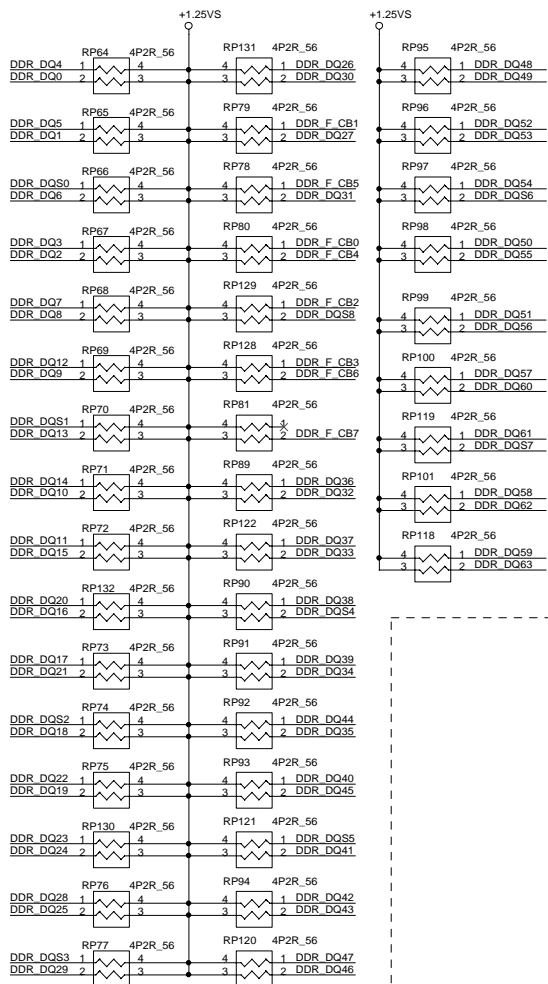 +1.25VS
+1.25VS
RP64 4P2R_56
DDR_DQ4 1 4
DDR_DQ0 2 3
RP65 4P2R_56
DDR_DQ5 1 4
DDR_DQ1 2 3
RP66 4P2R_56
DDR_DQS0 1 4
DDR_DQ6 2 3
RP67 4P2R_56
DDR_DQ3 1 4
DDR_DQ2 2 3
RP68 4P2R_56
DDR_DQ7 1 4
DDR_DQ8 2 3
RP69 4P2R_56
DDR_DQ12 1 4
DDR_DQ9 2 3
RP70 4P2R_56
DDR_DQS1 1 4
DDR_DQ13 2 3
RP71 4P2R_56
DDR_DQ14 1 4
DDR_DQ10 2 3
RP72 4P2R_56
DDR_DQ11 1 4
DDR_DQ15 2 3
RP132 4P2R_56
DDR_DQ20 1 4
DDR_DQ16 2 3
RP73 4P2R_56
DDR_DQ17 1 4
DDR_DQ21 2 3
RP74 4P2R_56
DDR_DQS2 1 4
DDR_DQ18 2 3
RP75 4P2R_56
DDR_DQ22 1 4
DDR_DQ19 2 3
RP130 4P2R_56
DDR_DQ23 1 4
DDR_DQ24 2 3
RP76 4P2R_56
DDR_DQ28 1 4
DDR_DQ25 2 3
RP77 4P2R_56
DDR_DQS3 1 4
DDR_DQ29 2 3
RP131 4P2R_56
4 1 DDR_DQ26
3 2 DDR_DQ30
RP79 4P2R_56
4 1 DDR_F_CB1
3 2 DDR_DQ27
RP78 4P2R_56
4 1 DDR_F_CB5
3 2 DDR_DQ31
RP80 4P2R_56
4 1 DDR_F_CB0
3 2 DDR_F_CB4
RP129 4P2R_56
4 1 DDR_F_CB2
3 2 DDR_DQS8
RP128 4P2R_56
4 1 DDR_F_CB3
3 2 DDR_F_CB6
RP81 4P2R_56
4 1
3 2 DDR_F_CB7
RP89 4P2R_56
4 1 DDR_DQ36
3 2 DDR_DQ32
RP122 4P2R_56
4 1 DDR_DQ37
3 2 DDR_DQ33
RP90 4P2R_56
4 1 DDR_DQ38
3 2 DDR_DQS4
RP91 4P2R_56
4 1 DDR_DQ39
3 2 DDR_DQ34
RP92 4P2R_56
4 1 DDR_DQ44
3 2 DDR_DQ35
RP93 4P2R_56
4 1 DDR_DQ40
3 2 DDR_DQ45
RP121 4P2R_56
4 1 DDR_DQS5
3 2 DDR_DQ41
RP94 4P2R_56
4 1 DDR_DQ42
3 2 DDR_DQ43
RP120 4P2R_56
4 1 DDR_DQ47
3 2 DDR_DQ46
RP95 4P2R_56
4 1 DDR_DQ48
3 2 DDR_DQ49
RP96 4P2R_56
4 1 DDR_DQ52
3 2 DDR_DQ53
RP97 4P2R_56
4 1 DDR_DQ54
3 2 DDR_DQS6
RP98 4P2R_56
4 1 DDR_DQ50
3 2 DDR_DQ55
RP99 4P2R_56
4 1 DDR_DQ51
3 2 DDR_DQ56
RP100 4P2R_56
4 1 DDR_DQ57
3 2 DDR_DQ60
RP119 4P2R_56
4 1 DDR_DQ61
3 2 DDR_DQS7
RP101 4P2R_56
4 1 DDR_DQ58
3 2 DDR_DQ62
RP118 4P2R_56
4 1 DDR_DQ59
3 2 DDR_DQ63